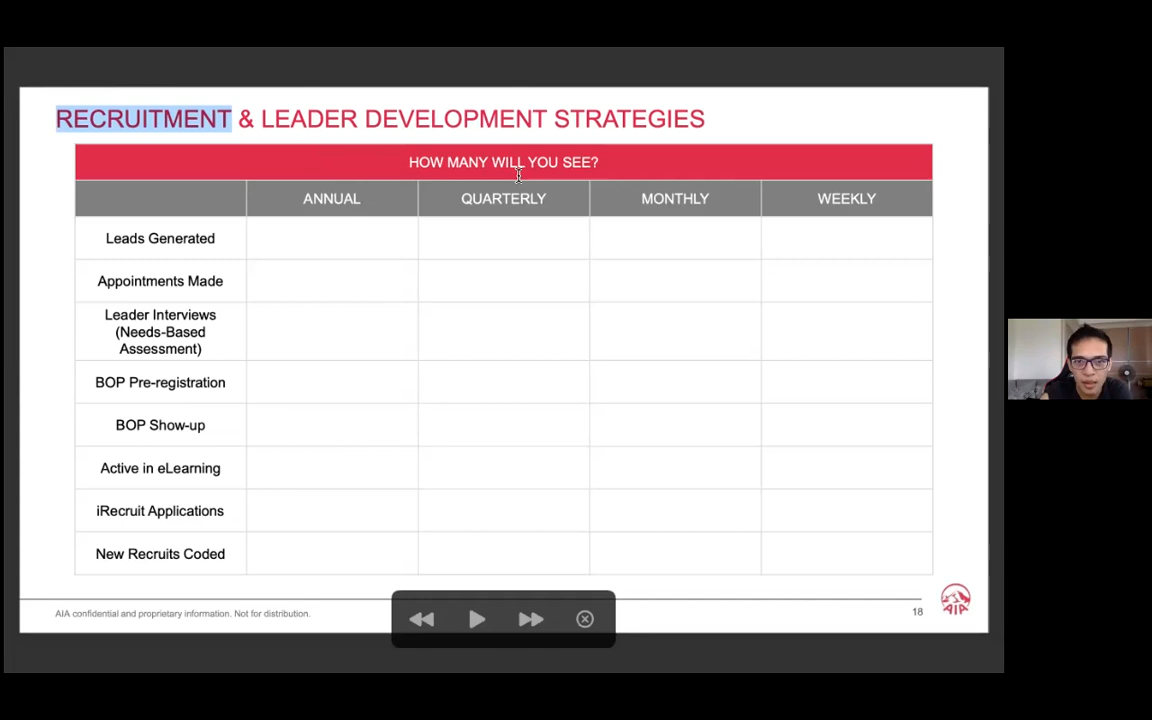 RECRUITMENT & LEADER DEVELOPMENT STRATEGIES
HOW MANY WILL YOU SEE?
ANNUAL QUARTERLY MONTHLY WEEKLY
Leads Generated
Appointments Made
Leader Interviews
(Needs-Based
Assessment)
BOP Pre-registration
BOP Show-up
Active in eLearning
iRecruit Applications
New Recruits Coded
AIA confidential and proprietary information. Not for distribution.
18
AIA